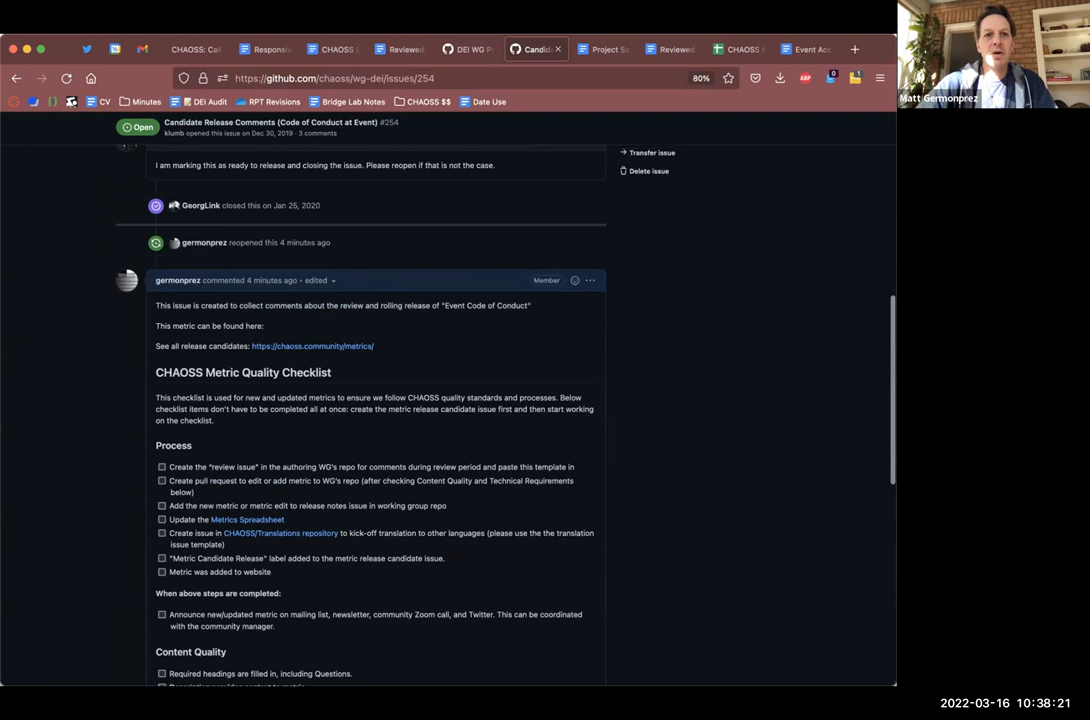 CHAOSS: Cal
Responsiv
CHAOSS
Reviewed
DEI WG P
Candid
Project S
Reviewed
CHAOSS
Event Acc
https://github.com/chaoss/wg-dei/issues/254
80%
ABP
0
1
CV
Minutes
DEI Audit
RPT Revisions
Bridge Lab Notes
CHAOSS $$
Date Use
Matt Germonprez
Open
Candidate Release Comments (Code of Conduct at Event) #254
klumb opened this issue on Dec 30, 2019 · 3 comments
I am marking this as ready to release and closing the issue. Please reopen if that is not the case.
Transfer issue
Delete issue
GeorgLink closed this on Jan 25, 2020
germonprez reopened this 4 minutes ago
germonprez commented 4 minutes ago • edited
Member
This issue is created to collect comments about the review and rolling release of "Event Code of Conduct"
This metric can be found here:
See all release candidates: https://chaoss.community/metrics/
CHAOSS Metric Quality Checklist
This checklist is used for new and updated metrics to ensure we follow CHAOSS quality standards and processes. Below
checklist items don't have to be completed all at once: create the metric release candidate issue first and then start working
on the checklist.
Process
Create the "review issue" in the authoring WG's repo for comments during review period and paste this template in
Create pull request to edit or add metric to WG's repo (after checking Content Quality and Technical Requirements
below)
Add the new metric or metric edit to release notes issue in working group repo
Update the Metrics Spreadsheet
Create issue in CHAOSS/Translations repository to kick-off translation to other languages (please use the the translation
issue template)
"Metric Candidate Release" label added to the metric release candidate issue.
Metric was added to website
When above steps are completed:
Announce new/updated metric on mailing list, newsletter, community Zoom call, and Twitter. This can be coordinated
with the community manager.
Content Quality
Required headings are filled in, including Questions.
2022-03-16 10:38:21